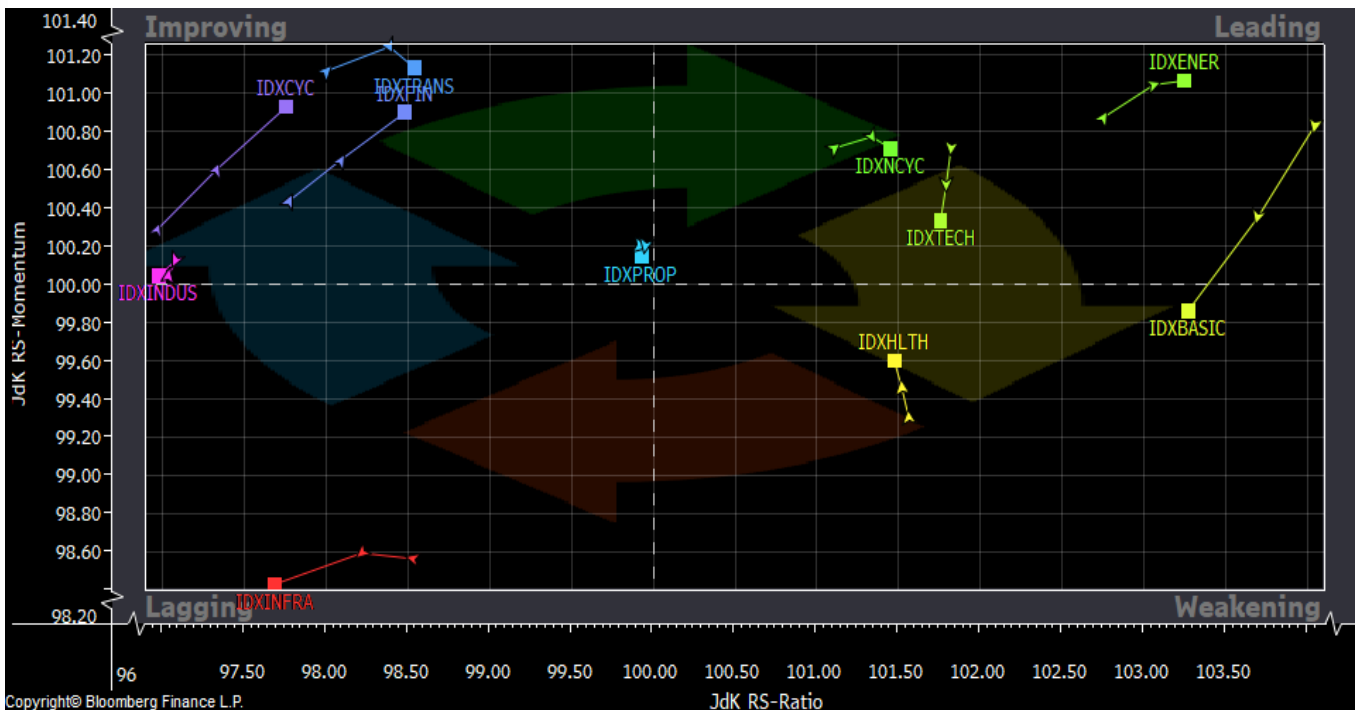 101.40
Improving
Leading
101.20
101.00
100.80
100.60
100.40
100.20
100.00
99.80
99.60
99.40
99.20
99.00
98.80
98.60
98.20
JdK RS-Momentum
IDXCYC
IDXTRANS
IDXFIN
IDXENER
IDXNCYC
IDXTECH
IDXPROP
IDXINDUS
IDXBASIC
IDXHLTH
IDXINFRA
Lagging
Weakening
96
97.50
98.00
98.50
99.00
99.50
100.00
100.50
101.00
101.50
102.00
102.50
103.00
103.50
JdK RS-Ratio
Copyright© Bloomberg Finance L.P.